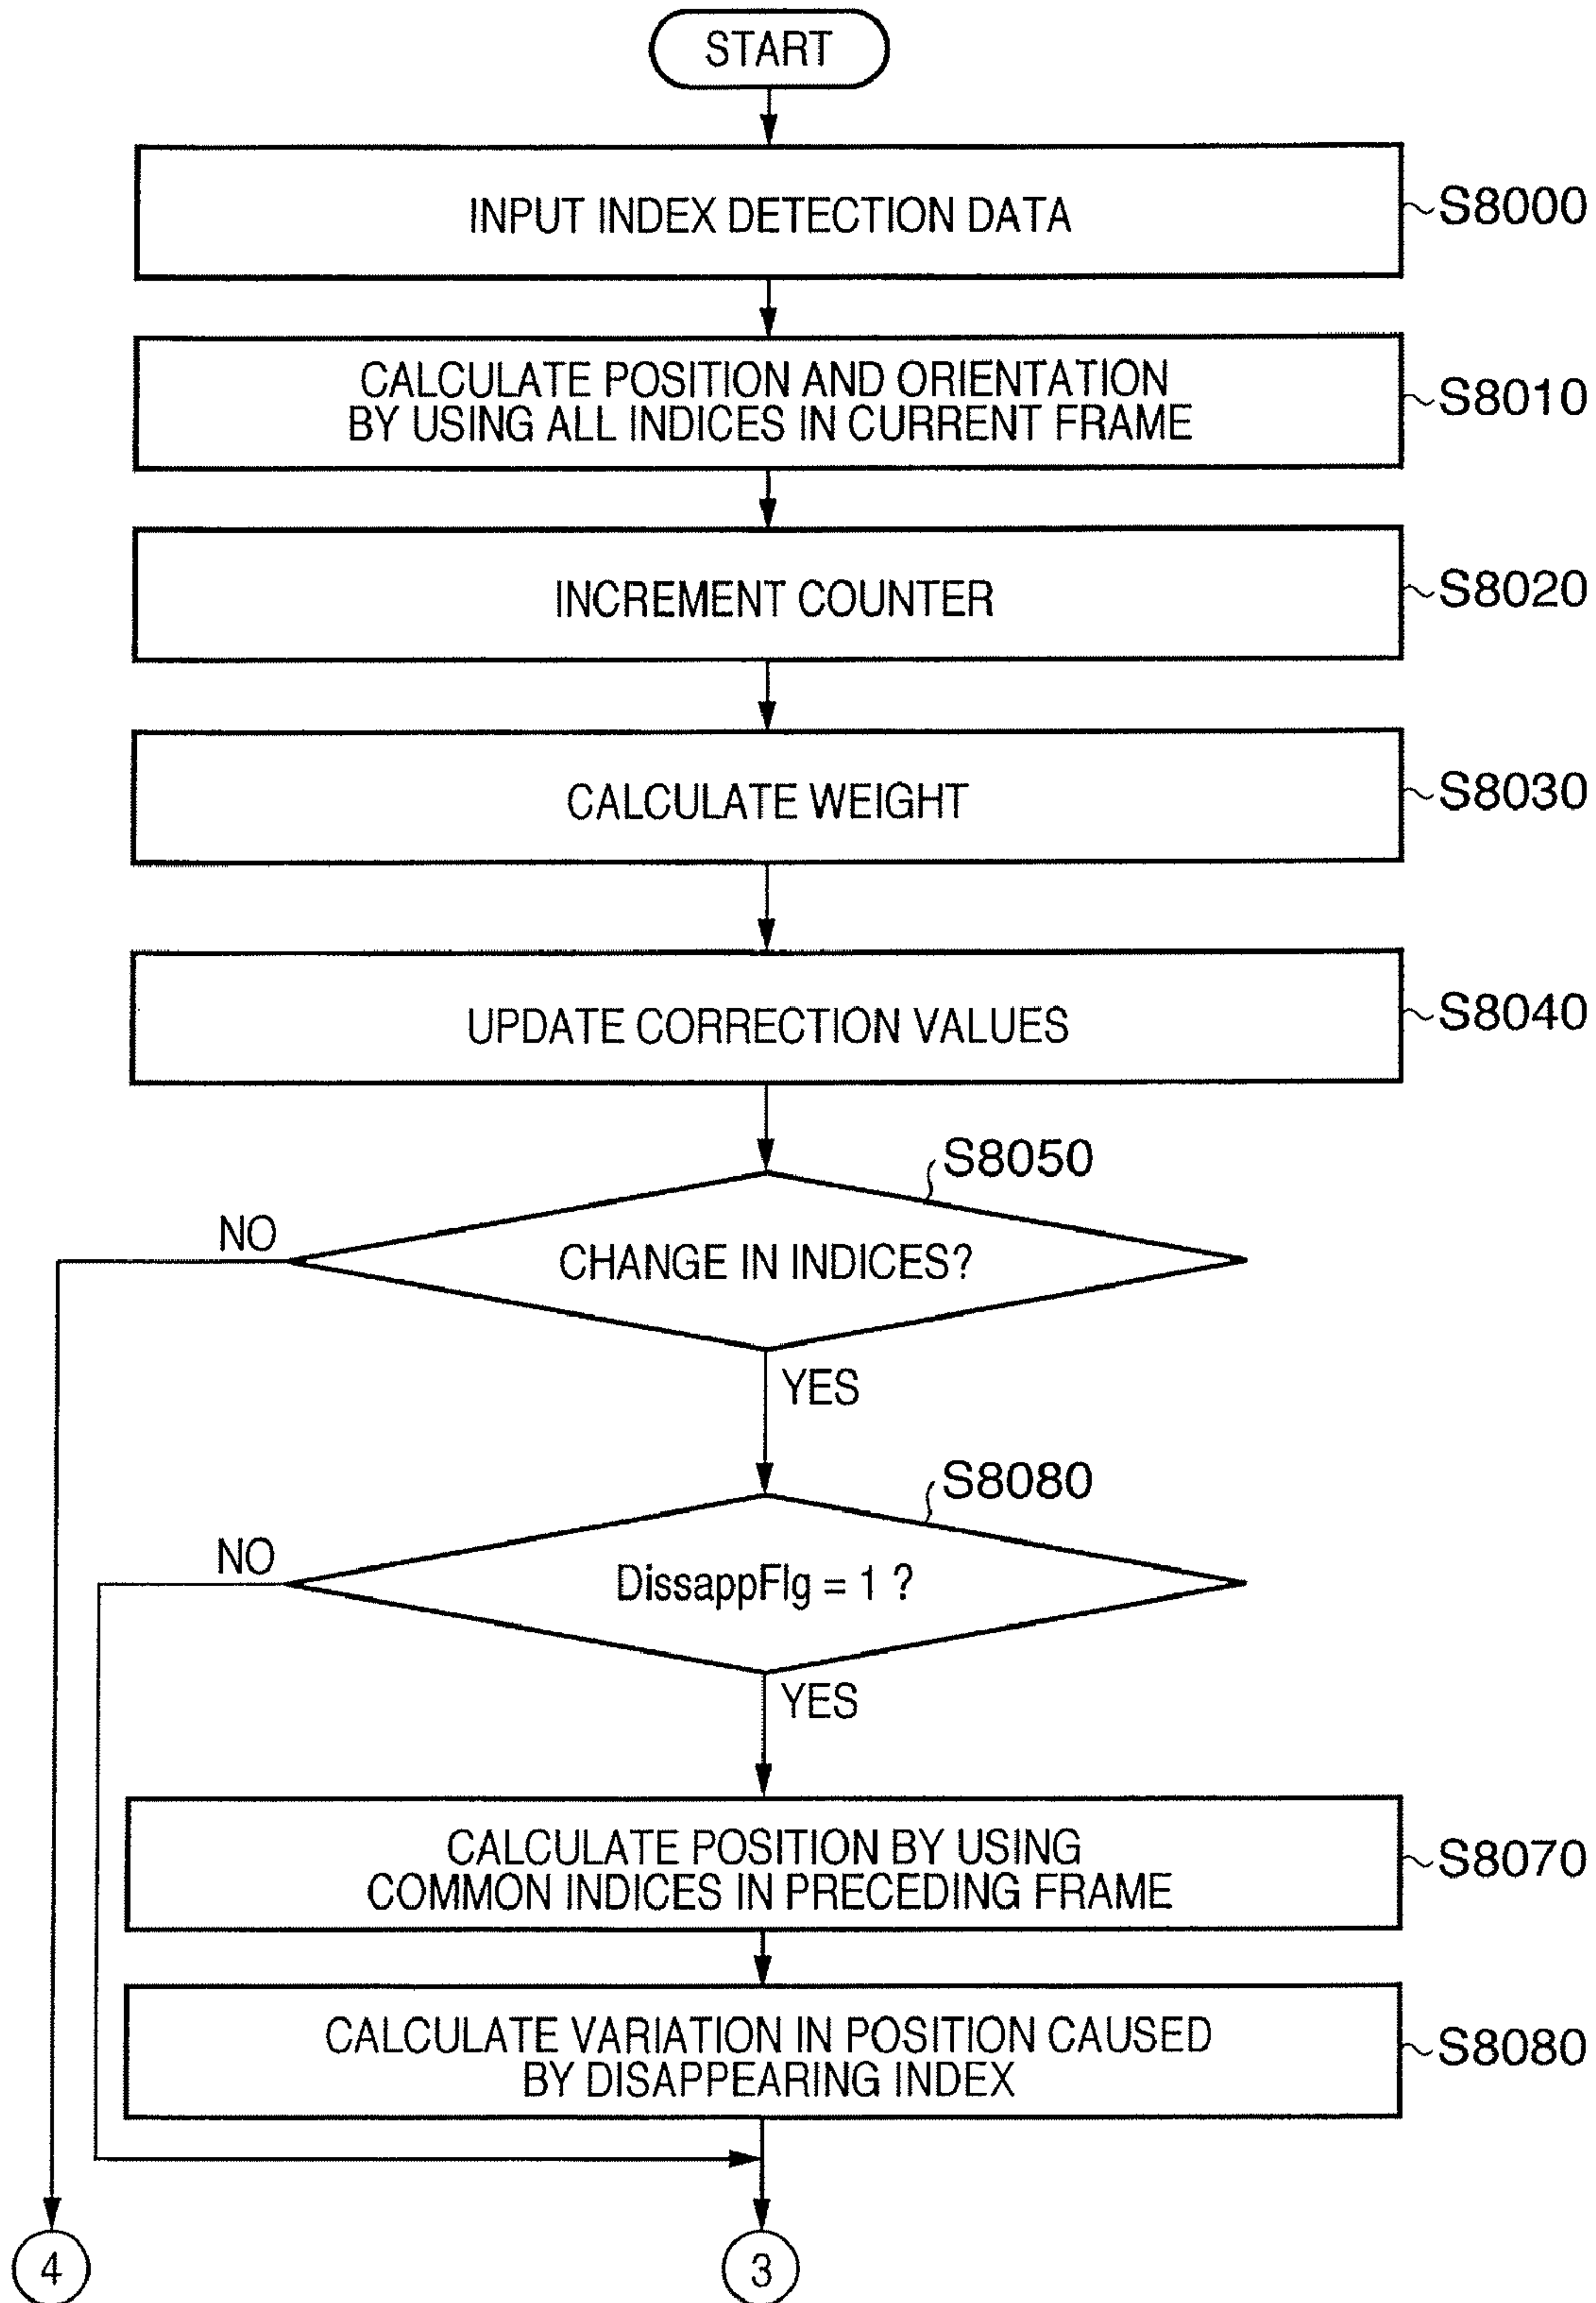 START
INPUT INDEX DETECTION DATA
S8000
CALCULATE POSITION AND ORIENTATION
BY USING ALL INDICES IN CURRENT FRAME
S8010
INCREMENT COUNTER
S8020
CALCULATE WEIGHT
S8030
UPDATE CORRECTION VALUES
S8040
S8050
NO
CHANGE IN INDICES?
YES
S8080
NO
DissappFlg = 1 ?
YES
CALCULATE POSITION BY USING
COMMON INDICES IN PRECEDING FRAME
S8070
CALCULATE VARIATION IN POSITION CAUSED
BY DISAPPEARING INDEX
S8080
4
3